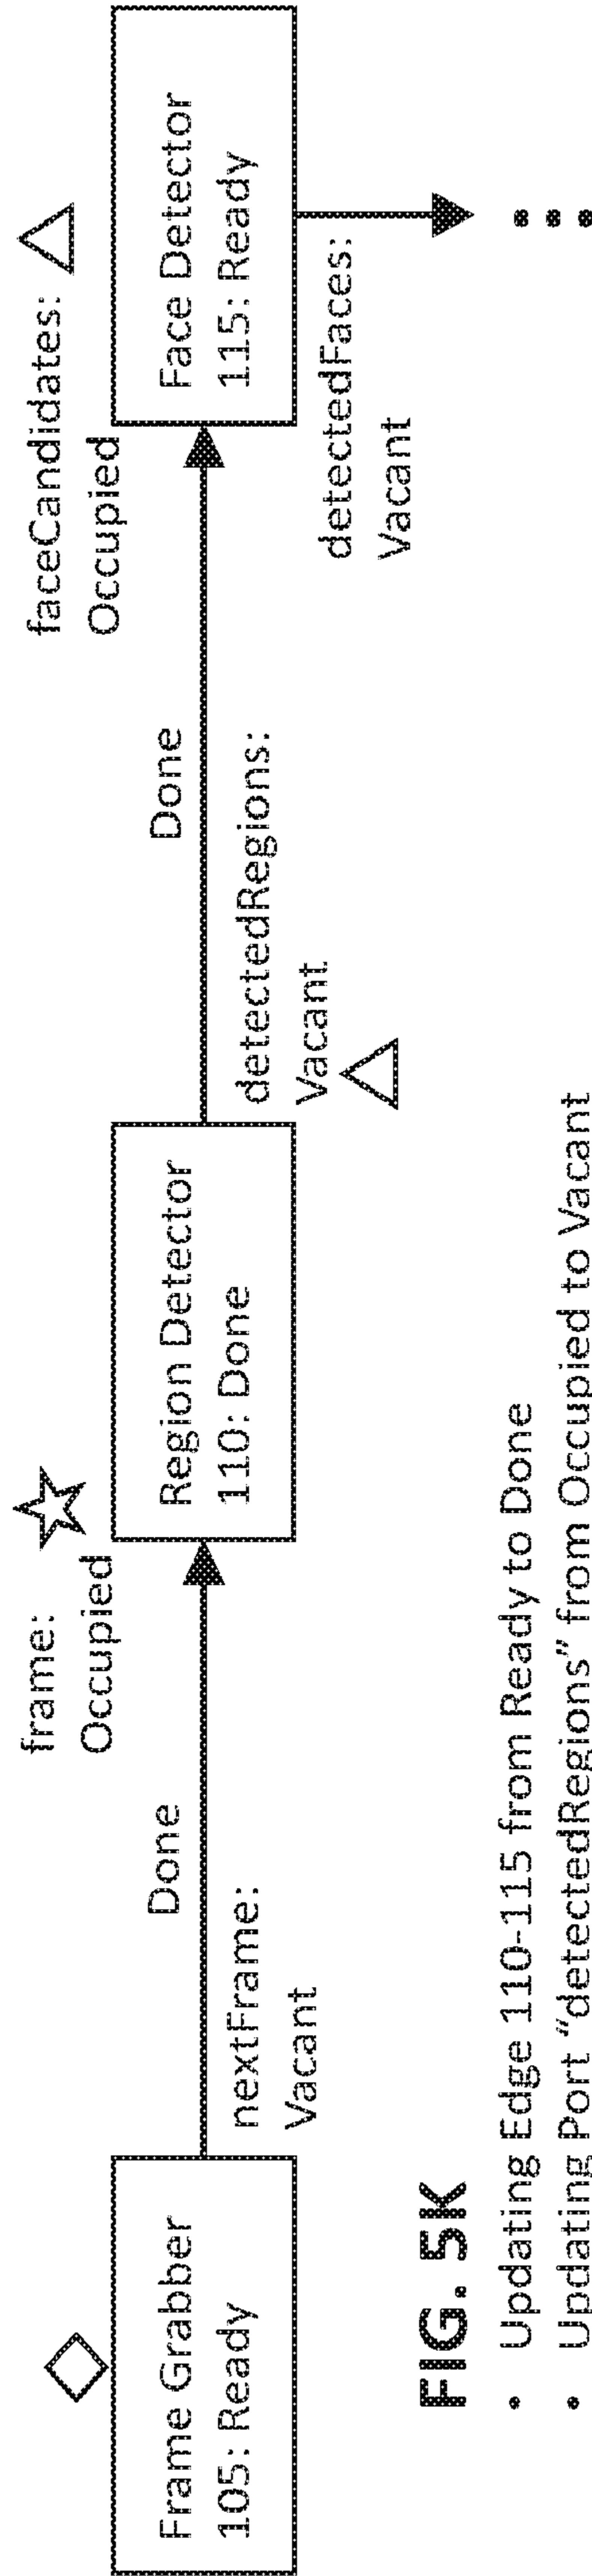 frame:
Occupied
faceCandidates:
Occupied
Frame Grabber
105: Ready
Done
nextFrame:
Vacant
Region Detector
110: Done
Done
detectedRegions:
Vacant
Face Detector
115: Ready
detectedFaces:
Vacant
FIG. 5K
• Updating Edge 110-115 from Ready to Done
• Updating Port “detectedRegions” from Occupied to Vacant